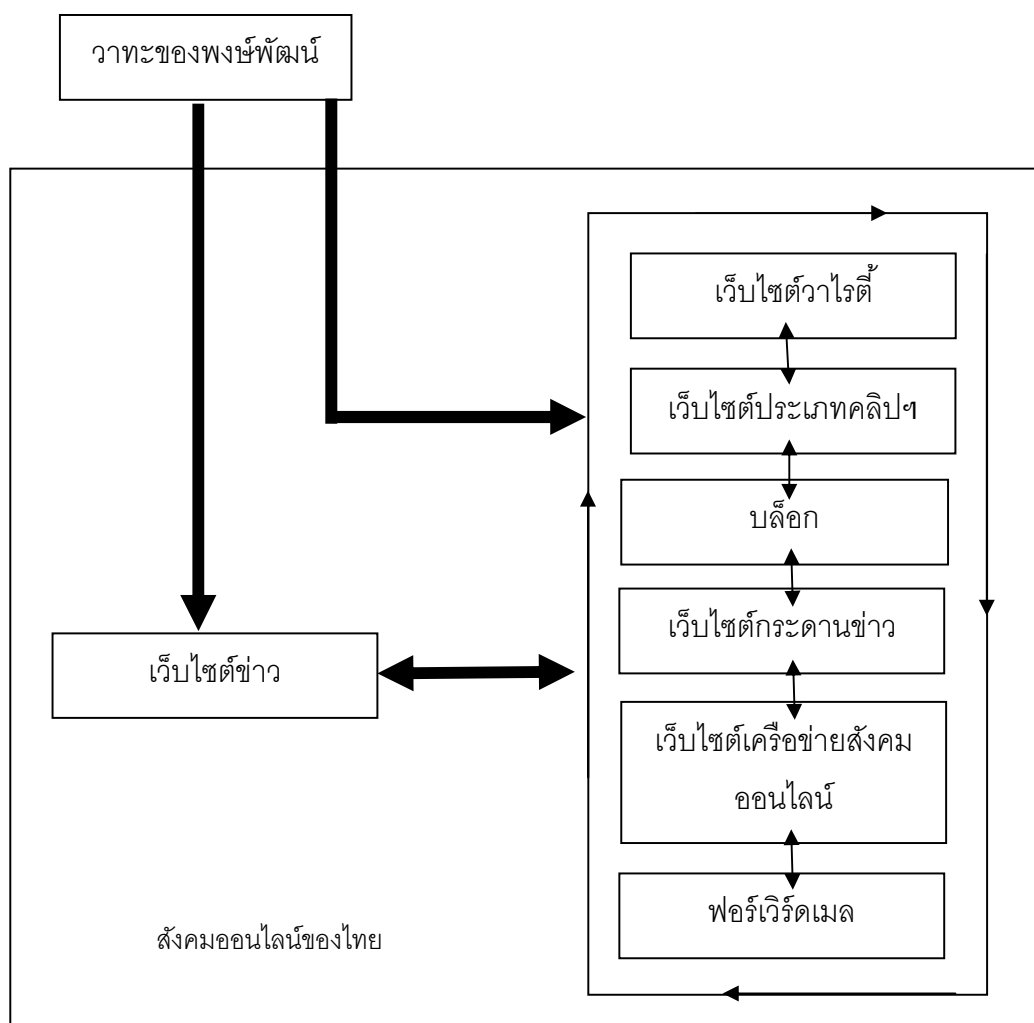 วาทะของพงษ์พัฒน์
เว็บไซต์วาไรตี้
เว็บไซต์ประเภทคลิปฯ
บล็อก
เว็บไซต์กระดานข่าว
เว็บไซต์ข่าว
เว็บไซต์เครือข่ายสังคม
ออนไลน์
ฟอร์เวิร์ดเมล
สังคมออนไลน์ของไทย